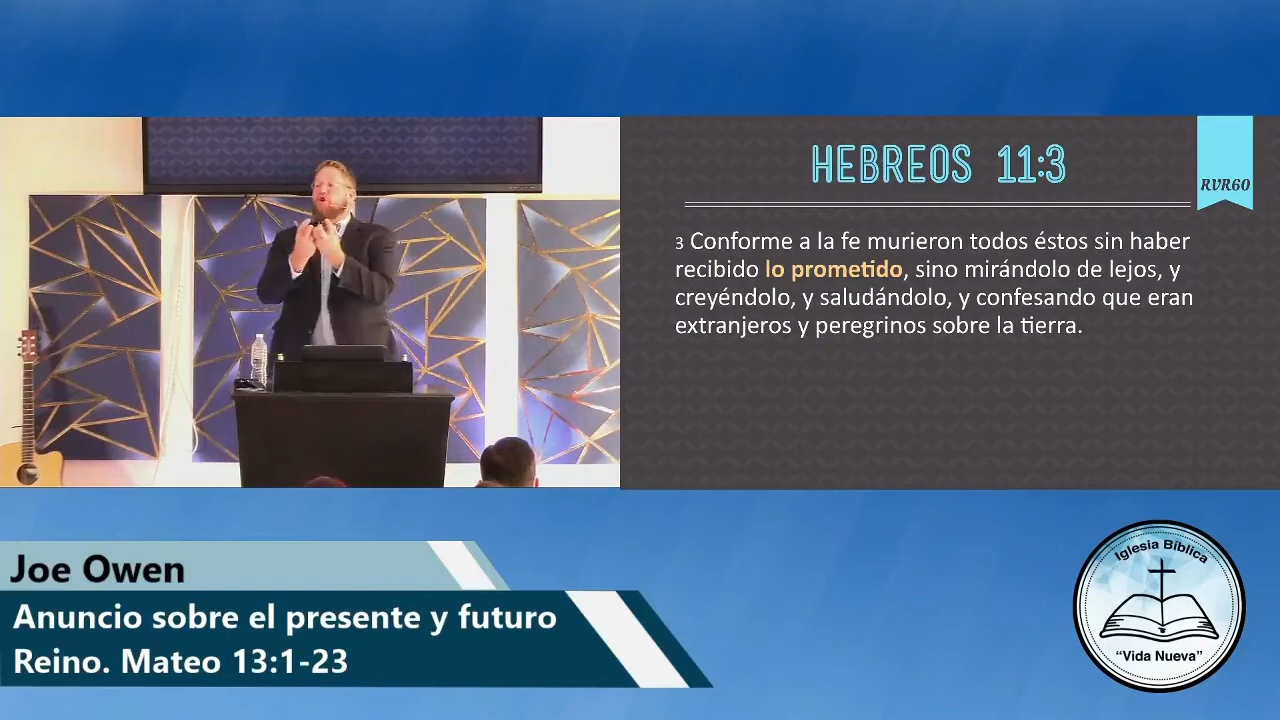 HEBREOS 11:3
RVR60
3 Conforme a la fe murieron todos éstos sin haber
recibido lo prometido, sino mirándolo de lejos, y
creyéndolo, y saludándolo, y confesando que eran
extranjeros y peregrinos sobre la tierra.
Joe Owen
Anuncio sobre el presente y futuro
Reino. Mateo 13:1-23
Iglesia Bíblica
“Vida Nueva”